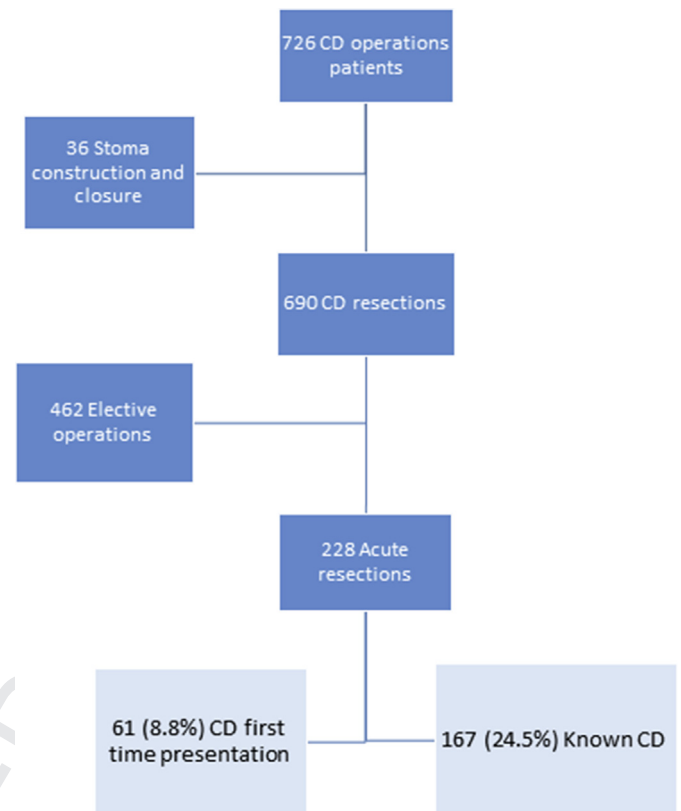 726 CD operations
patients
36 Stoma
construction and
closure
690 CD resections
462 Elective
operations
228 Acute
resections
61 (8.8%) CD first
time presentation
167 (24.5%) Known CD